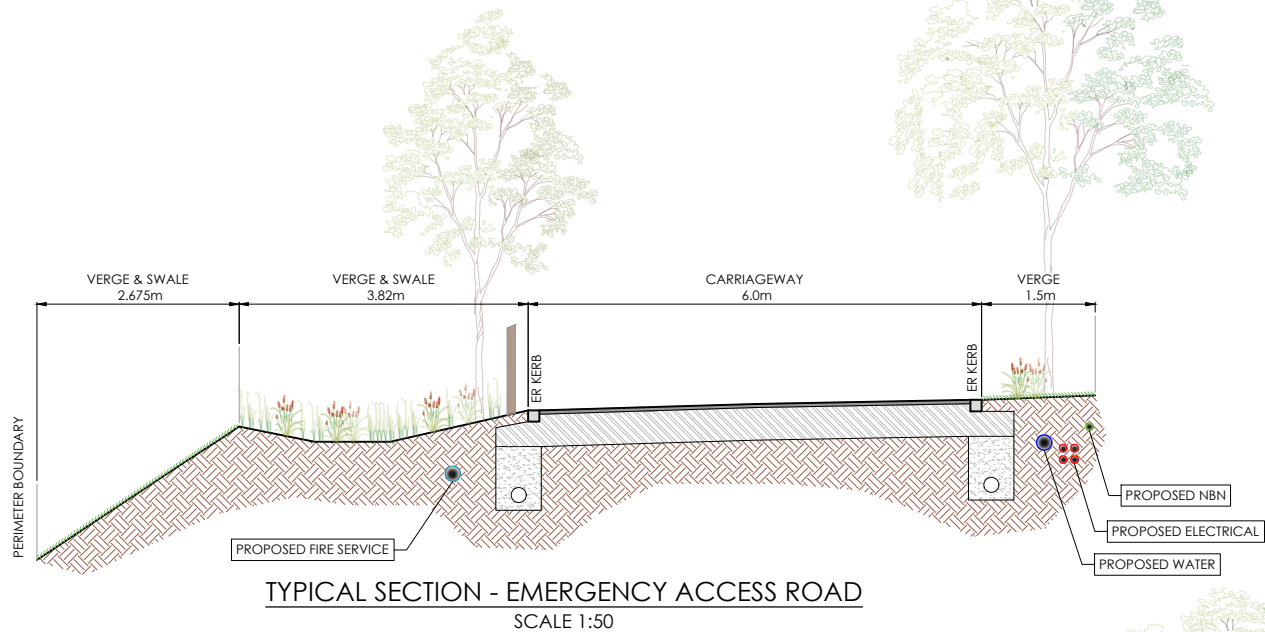 VERGE & SWALE
2.675m
VERGE & SWALE
3.82m
CARRIAGEWAY
6.0m
VERGE
1.5m
PERIMETER BOUNDARY
ER KERB
ER KERB
PROPOSED FIRE SERVICE
PROPOSED NBN
PROPOSED ELECTRICAL
PROPOSED WATER
TYPICAL SECTION - EMERGENCY ACCESS ROAD
SCALE 1:50